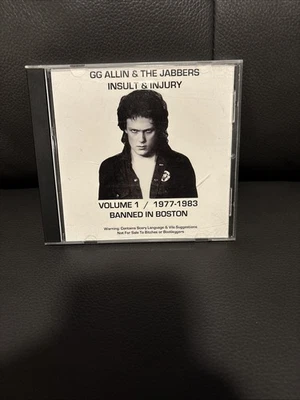 GG ALLIN & THE JABBERS
INSULT & INJURY
VOLUME 1 / 1977-1983
BANNED IN BOSTON
Warning: Contains Scary Language & Vile Suggestions
Not For Sale To Bitches or Bootleggers